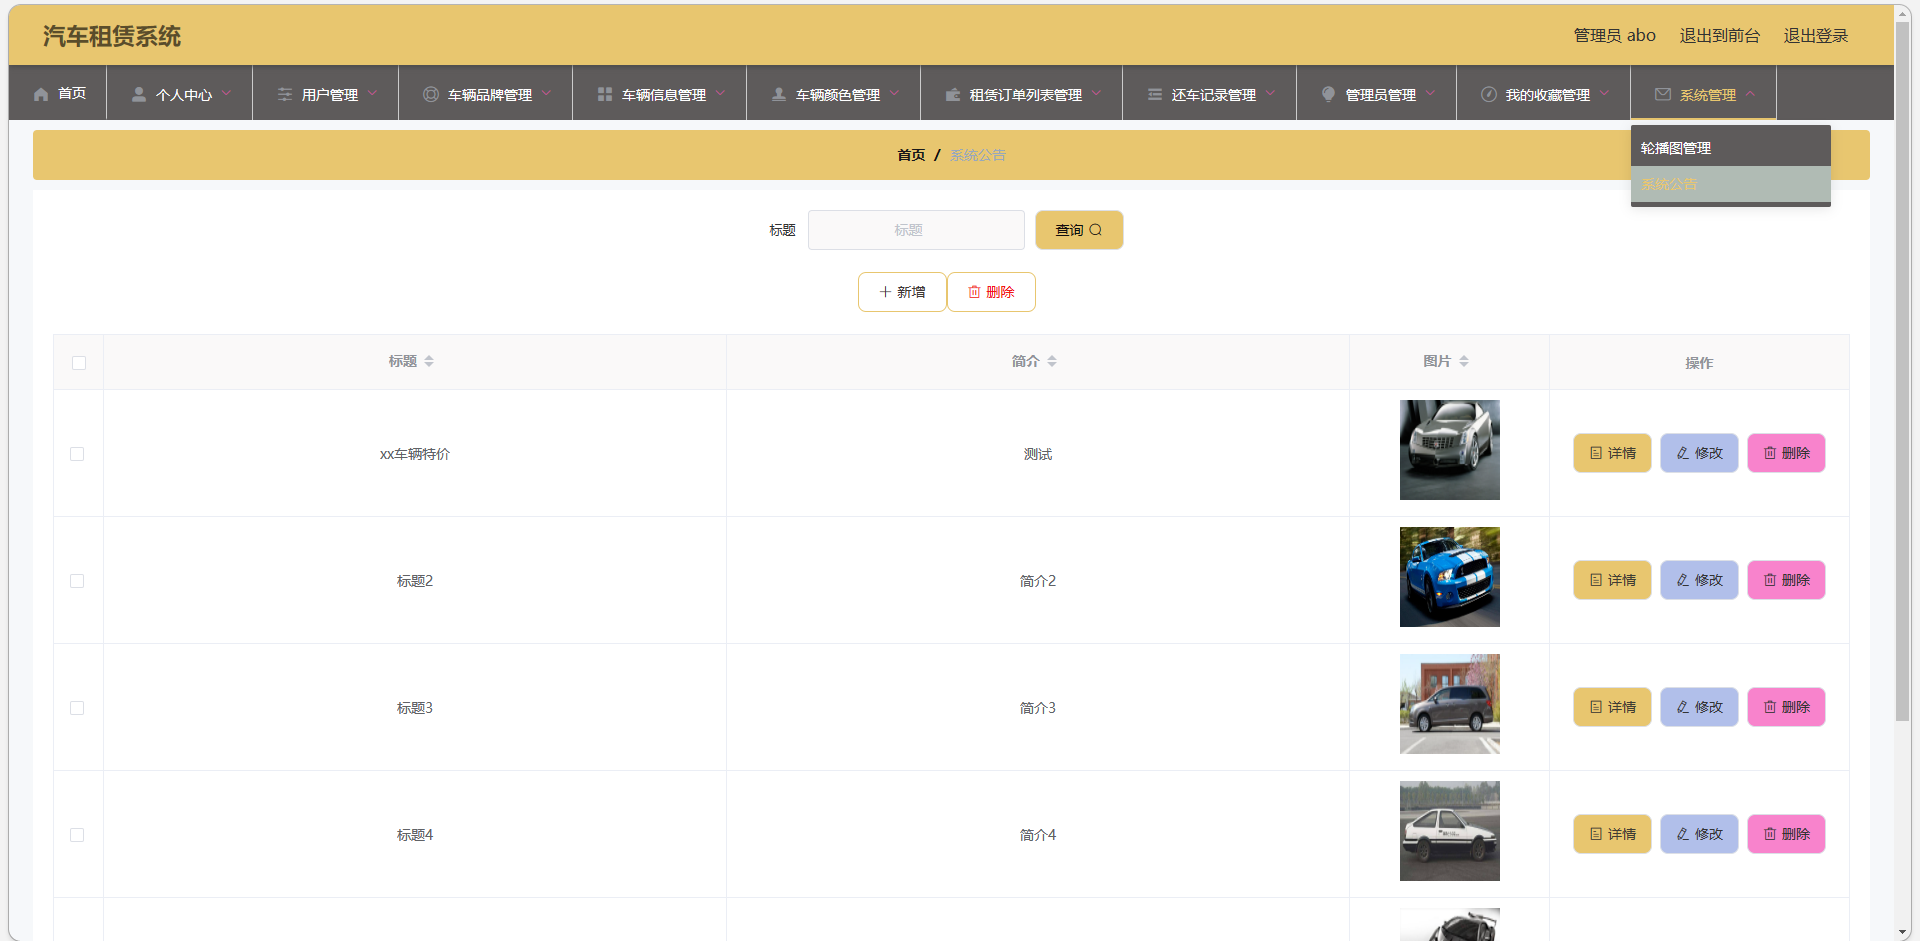 汽车租赁系统
管理员 abo 退出到前台 退出登录
首页 个人中心 用户管理 车辆品牌管理 车辆信息管理 车辆颜色管理 租赁订单列表管理 还车记录管理 管理员管理 我的收藏管理 系统管理
轮播图管理
系统公告
首页 / 系统公告
标题 标题 查询
新增 删除
标题 简介 图片 操作
xx车辆特价 测试 详情 修改 删除
标题2 简介2 详情 修改 删除
标题3 简介3 详情 修改 删除
标题4 简介4 详情 修改 删除